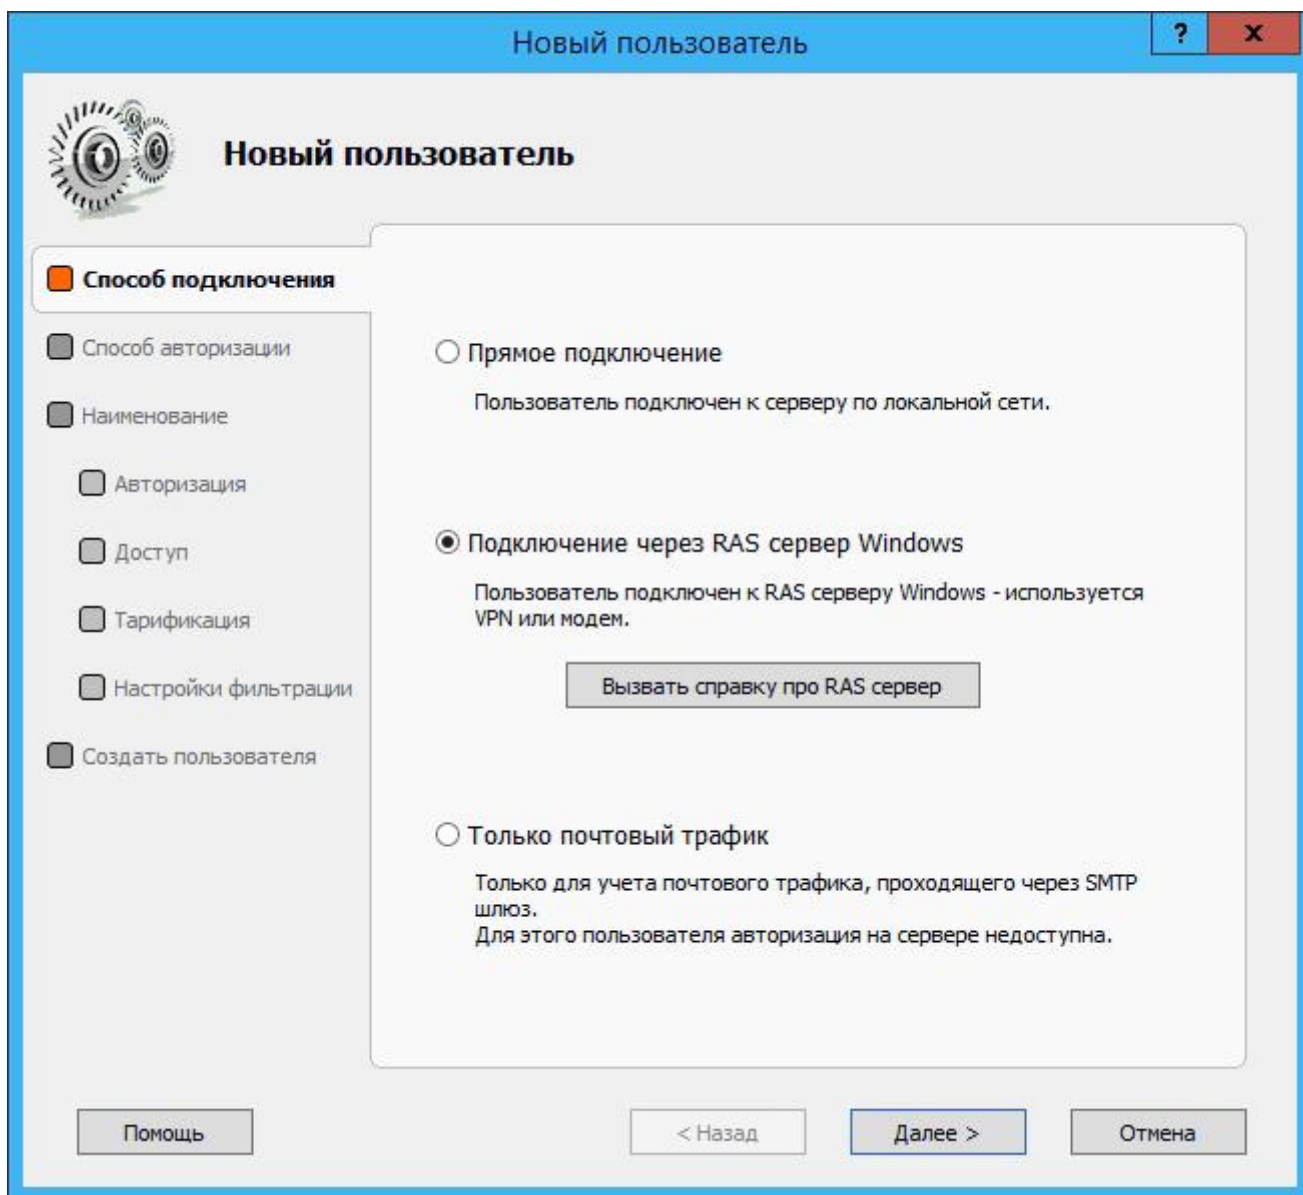 Новый пользователь
?
x
Новый пользователь
Способ подключения
Способ авторизации
Наименование
Авторизация
Доступ
Тарификация
Настройки фильтрации
Создать пользователя
Прямое подключение
Пользователь подключен к серверу по локальной сети.
Подключение через RAS сервер Windows
Пользователь подключен к RAS серверу Windows - используется
VPN или модем.
Вызвать справку про RAS сервер
Только почтовый трафик
Только для учета почтового трафика, проходящего через SMTP
шлюз.
Для этого пользователя авторизация на сервере недоступна.
Помощь
< Назад
Далее >
Отмена